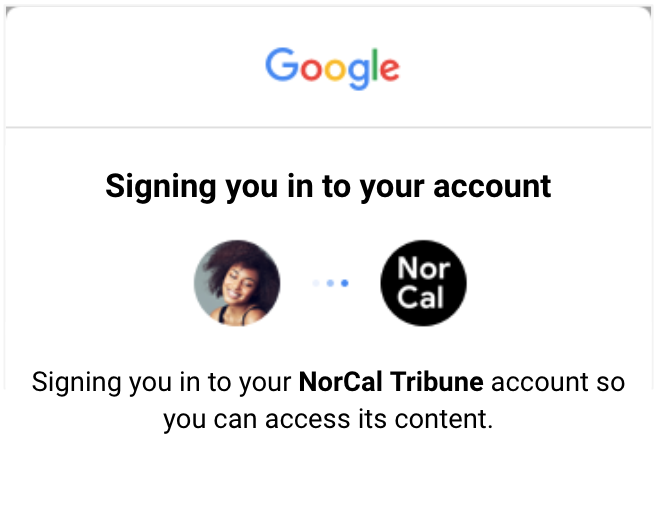 Google
Signing you in to your account
Nor
Cal
Signing you in to your NorCal Tribune account so
you can access its content.